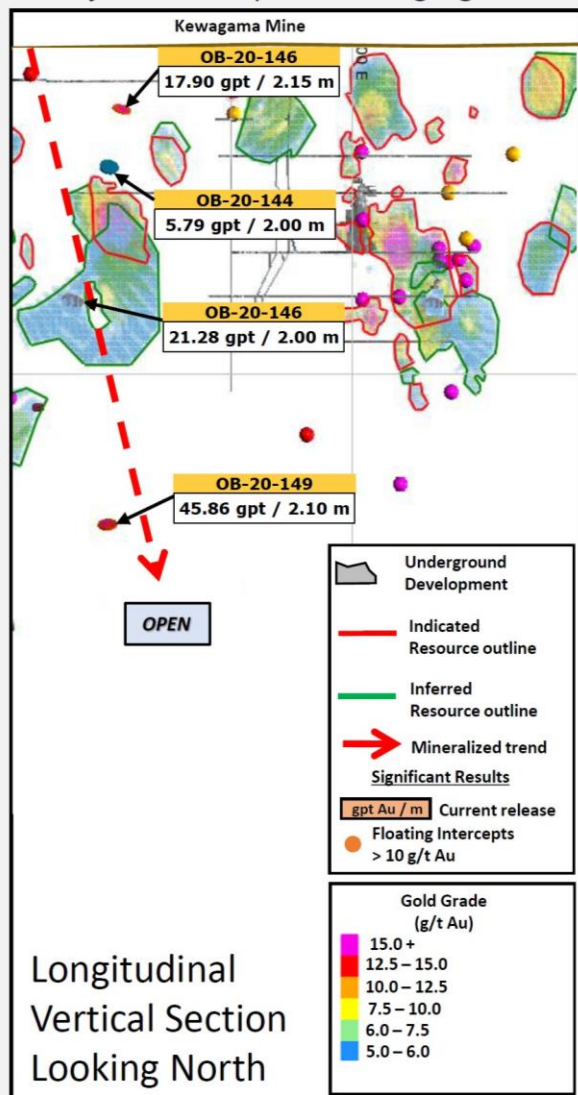 Kewagama Mine
OB-20-146
17.90 gpt / 2.15 m
OB-20-144
5.79 gpt / 2.00 m
OB-20-146
21.28 gpt / 2.00 m
OB-20-149
45.86 gpt / 2.10 m
OPEN
Underground
Development
Indicated
Resource outline
Inferred
Resource outline
Mineralized trend
Significant Results
gpt Au / m Current release
Floating Intercepts
> 10 g/t Au
Gold Grade
(g/t Au)
15.0 +
12.5 – 15.0
10.0 – 12.5
7.5 – 10.0
6.0 – 7.5
5.0 – 6.0
Longitudinal
Vertical Section
Looking North